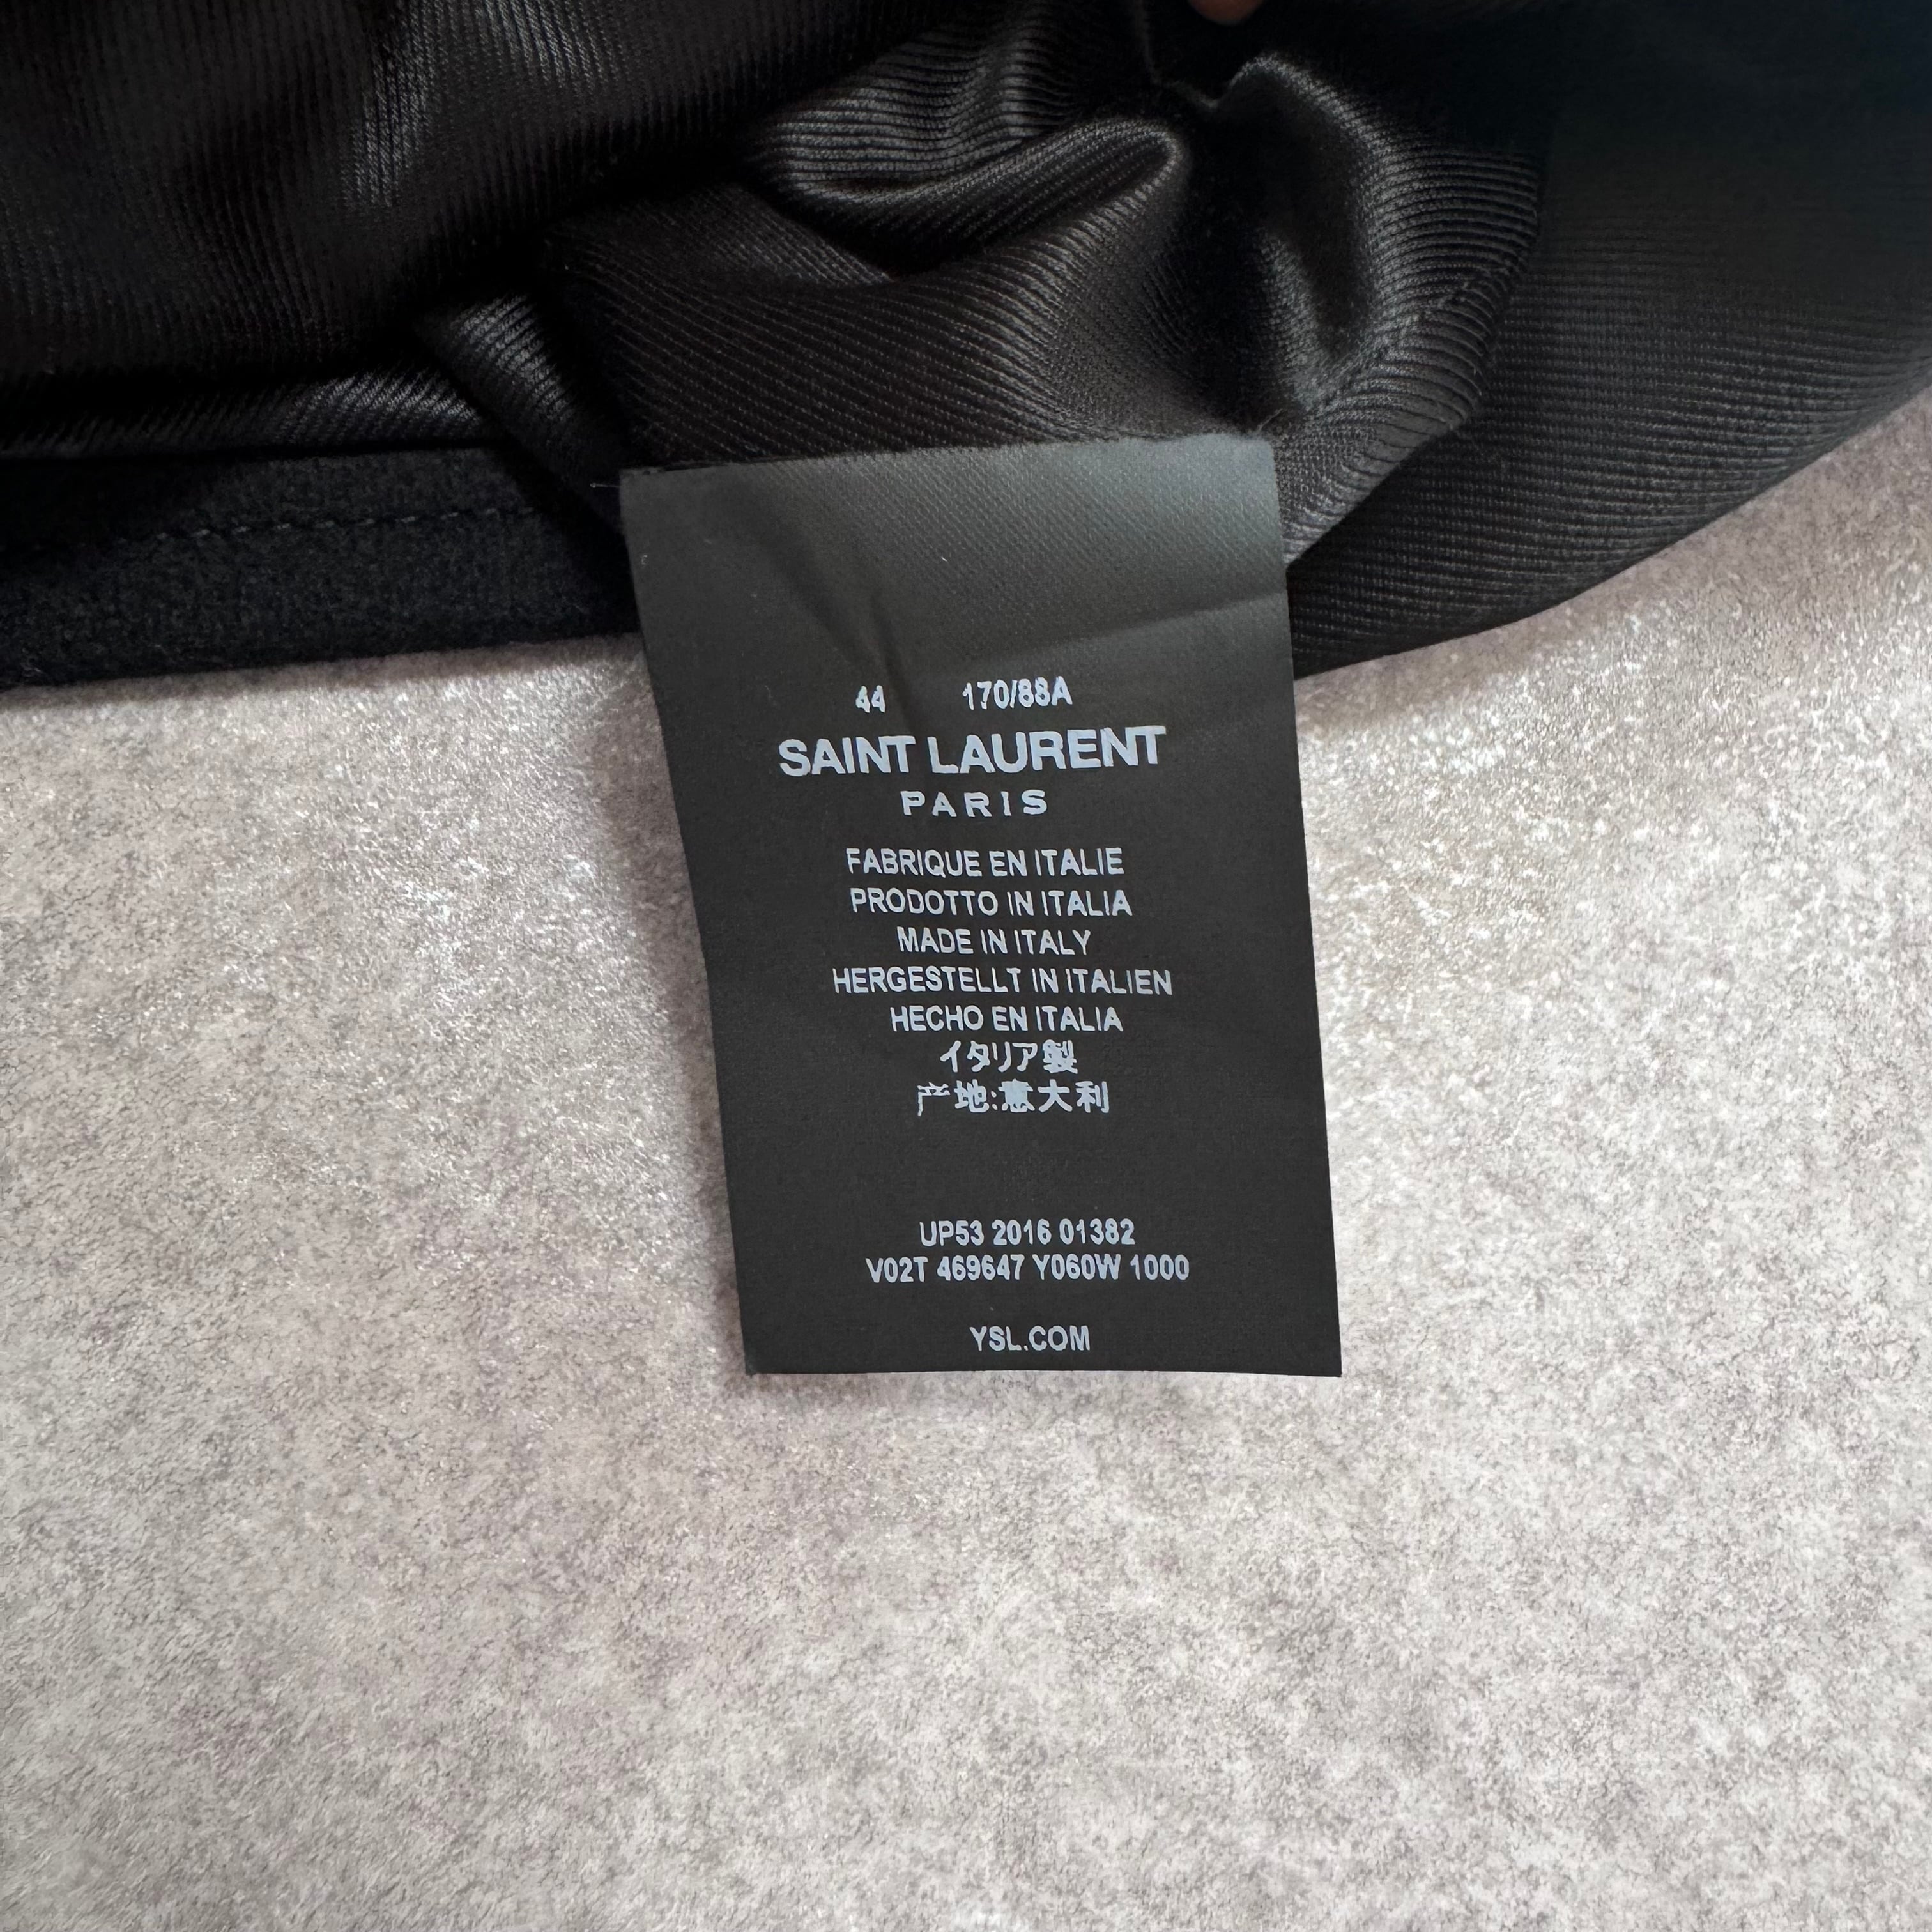 44 170/88A
SAINT LAURENT
PARIS
FABRIQUE EN ITALIE
PRODOTTO IN ITALIA
MADE IN ITALY
HERGESTELLT IN ITALIEN
HECHO EN ITALIA
イタリア製
产地:意大利
UP53 2016 01382
V02T 469647 Y060W 1000
YSL.COM